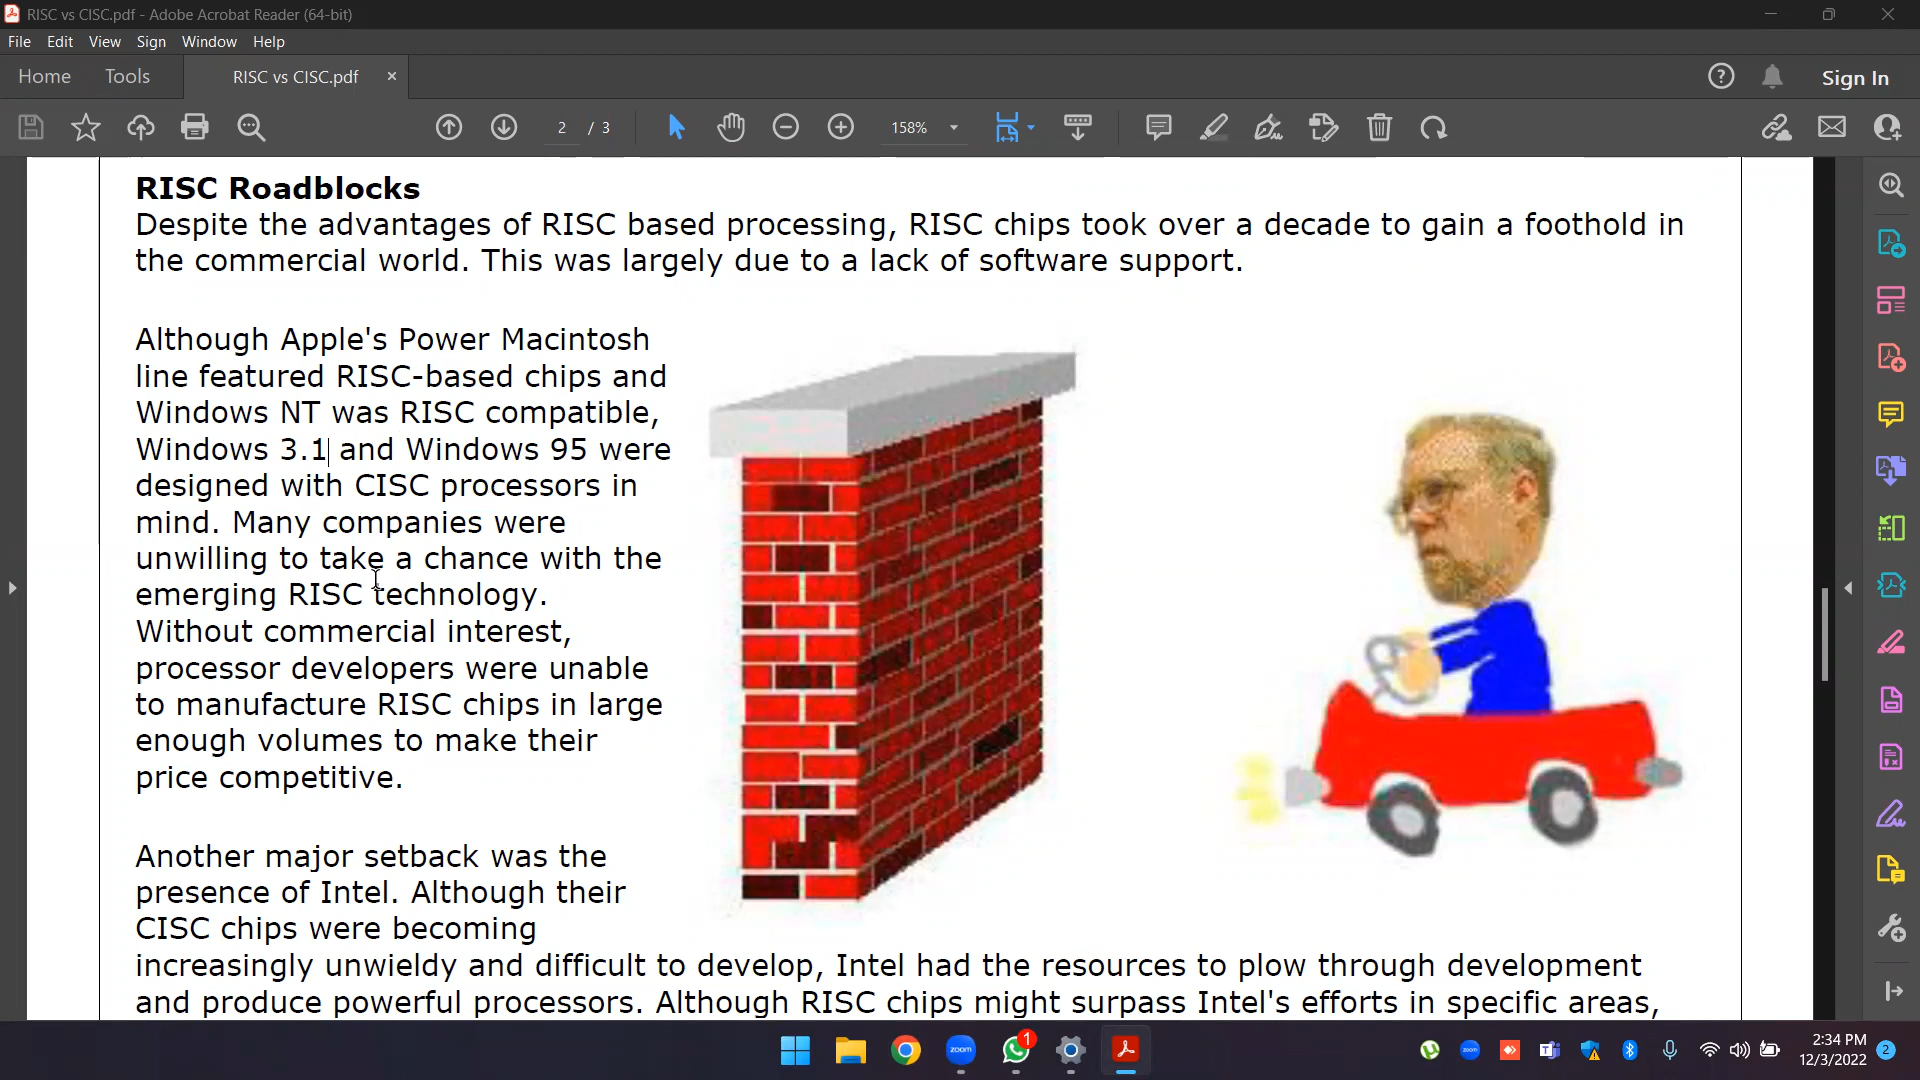 RISC vs CISC.pdf - Adobe Acrobat Reader (64-bit)
File Edit View Sign Window Help
Home Tools RISC vs CISC.pdf Sign In
2 / 3 158%
RISC Roadblocks
Despite the advantages of RISC based processing, RISC chips took over a decade to gain a foothold in
the commercial world. This was largely due to a lack of software support.
Although Apple's Power Macintosh
line featured RISC-based chips and
Windows NT was RISC compatible,
Windows 3.1 and Windows 95 were
designed with CISC processors in
mind. Many companies were
unwilling to take a chance with the
emerging RISC technology.
Without commercial interest,
processor developers were unable
to manufacture RISC chips in large
enough volumes to make their
price competitive.
Another major setback was the
presence of Intel. Although their
CISC chips were becoming
increasingly unwieldy and difficult to develop, Intel had the resources to plow through development
and produce powerful processors. Although RISC chips might surpass Intel's efforts in specific areas,
zoom 1 zoom 2:34 PM
12/3/2022 2